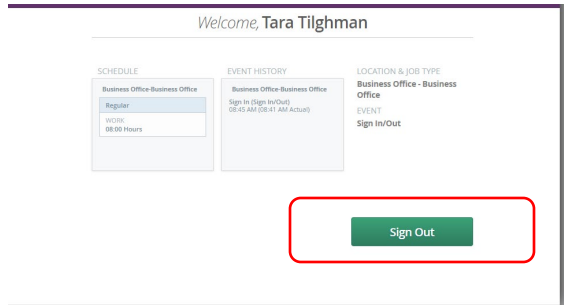 Welcome, Tara Tilghman
SCHEDULE
Business Office-Business Office
Regular
WORK
08:00 Hours
EVENT HISTORY
Business Office-Business Office
Sign In (Sign In/Out)
08:45 AM (08:41 AM Actual)
LOCATION & JOB TYPE
Business Office - Business
Office
EVENT
Sign In/Out
Sign Out